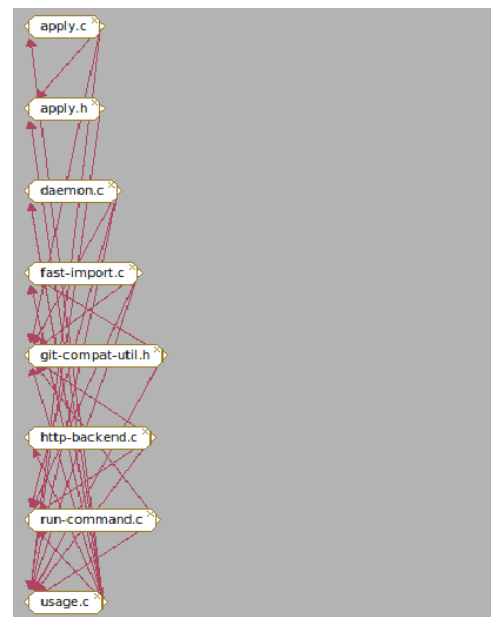 apply.c
apply.h
daemon.c
fast-import.c
git-compat-util.h
http-backend.c
run-command.c
usage.c